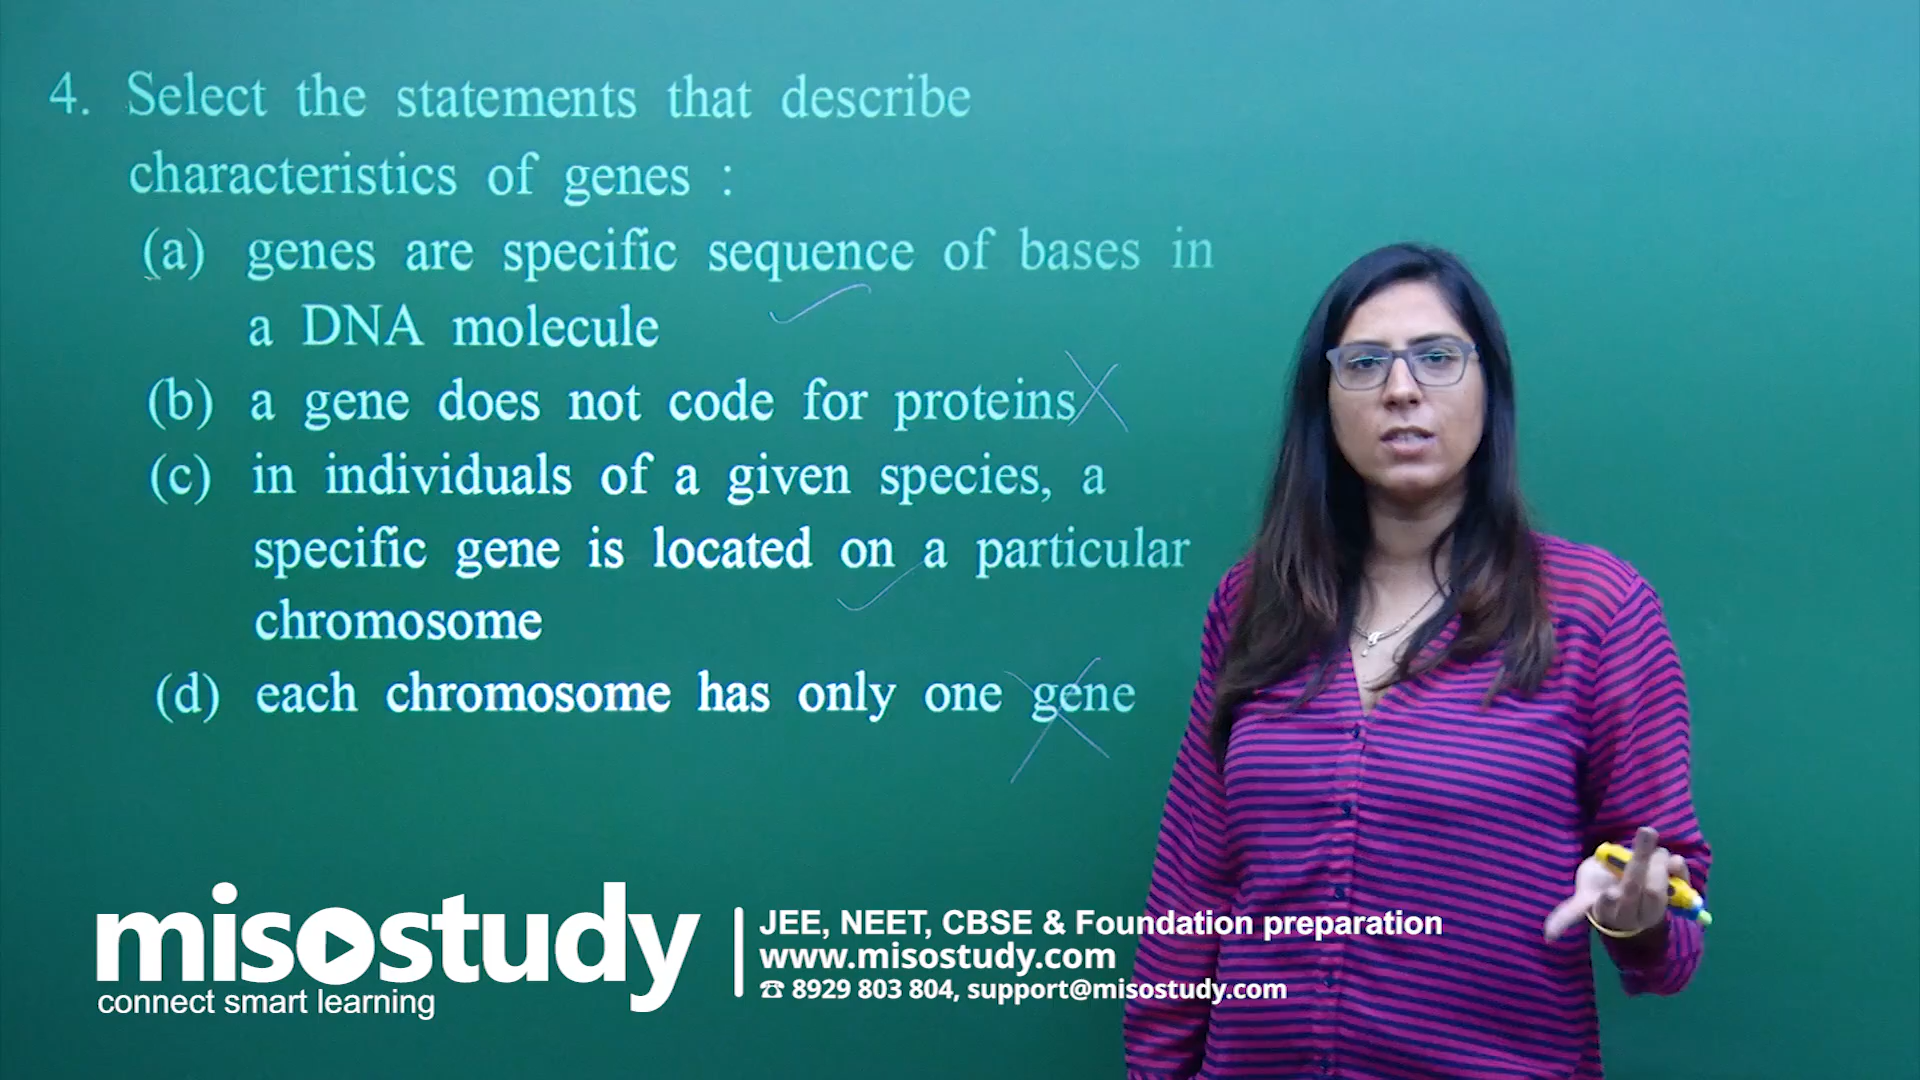 4. Select the statements that describe
characteristics of genes :
(a) genes are specific sequence of bases in
a DNA molecule
(b) a gene does not code for proteins
(c) in individuals of a given species, a
specific gene is located on a particular
chromosome
(d) each chromosome has only one gene
misostudy
connect smart learning
JEE, NEET, CBSE & Foundation preparation
www.misostudy.com
☎ 8929 803 804, support@misostudy.com